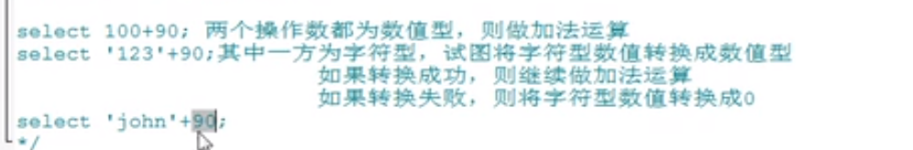 select 100+90; 两个操作数都为数值型，则做加法运算
select '123'+90;其中一方为字符型，试图将字符型数值转换成数值型
如果转换成功，则继续做加法运算
如果转换失败，则将字符型数值转换成0
select 'john'+90;
*/